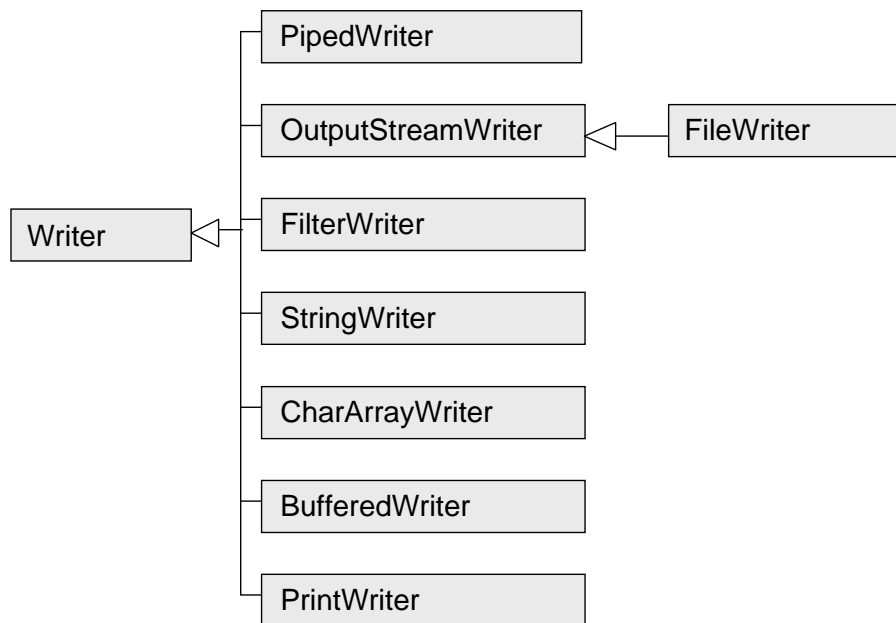 PipedWriter
OutputStreamWriter
FileWriter
Writer
FilterWriter
StringWriter
CharArrayWriter
BufferedWriter
PrintWriter